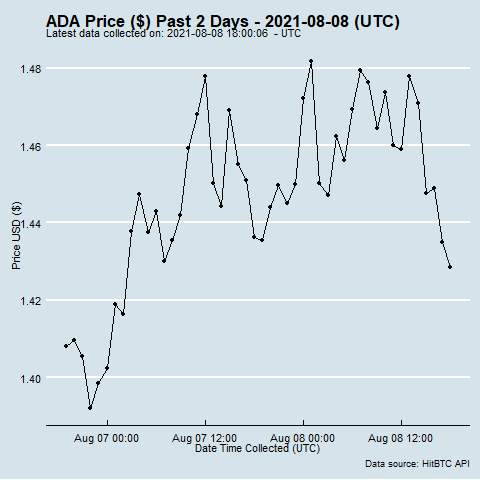 ADA Price ($) Past 2 Days - 2021-08-08 (UTC)
Latest data collected on: 2021-08-08 18:00:06 - UTC
1.48
1.46
1.44
1.42
1.40
Price USD ($)
Aug 07 00:00 Aug 07 12:00 Aug 08 00:00 Aug 08 12:00
Date Time Collected (UTC)
Data source: HitBTC API